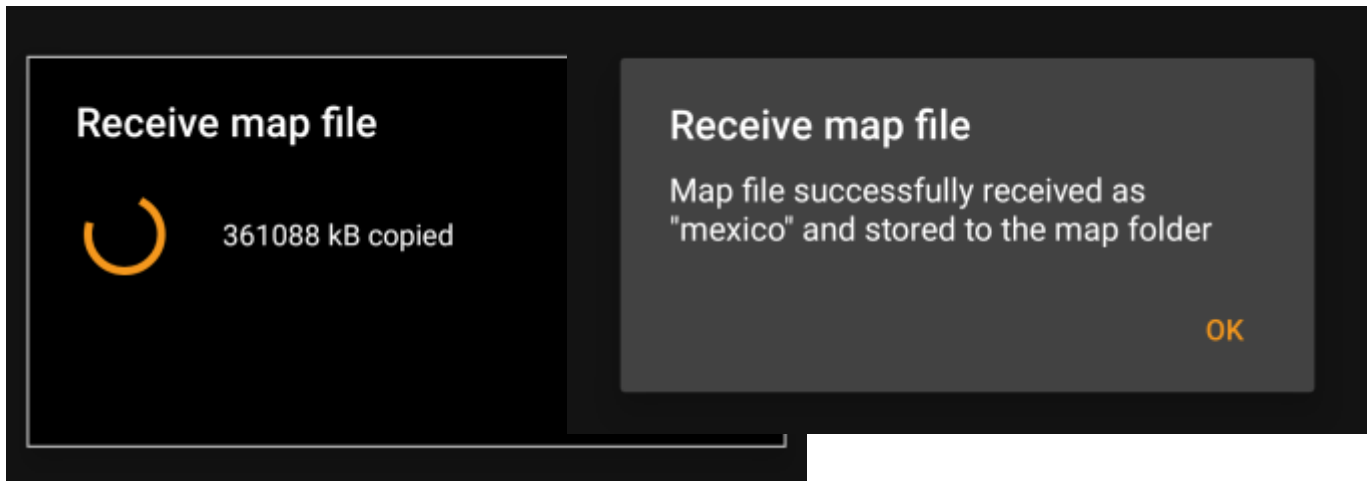 Receive map file
361088 kB copied
Receive map file
Map file successfully received as
"mexico" and stored to the map folder
OK